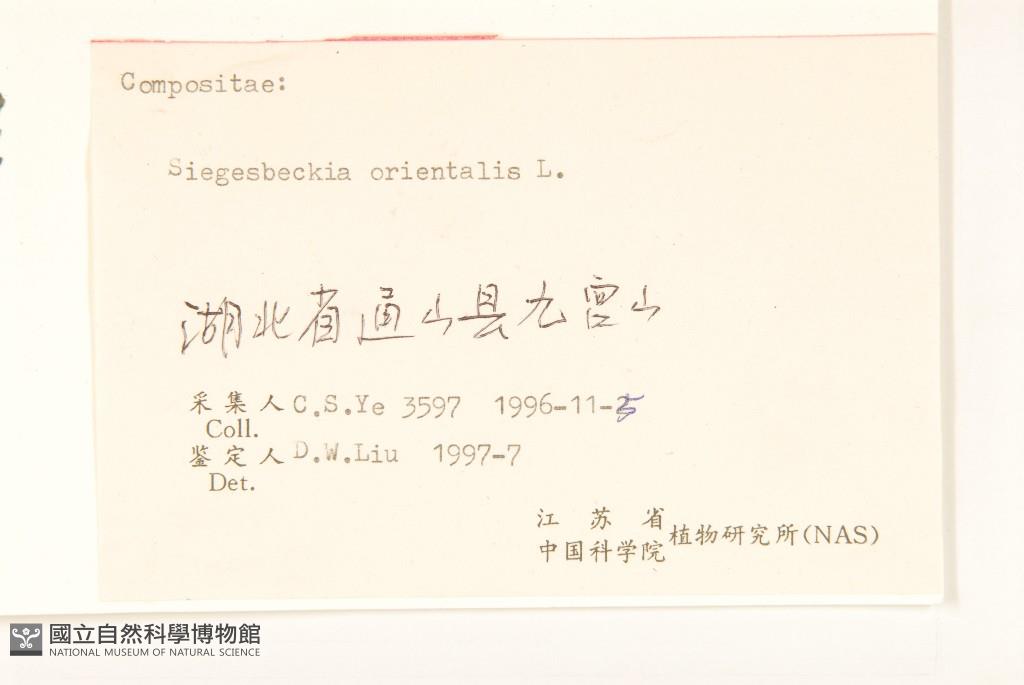 Compositae:
Siegesbeckia orientalis L.
湖北省通山县九宫山
采集人 C.S.Ye 3597 1996-11-5
Coll.
鉴定人 D.W.Liu 1997-7
Det.
江苏省
中国科学院 植物研究所(NAS)
國立自然科學博物館
NATIONAL MUSEUM OF NATURAL SCIENCE